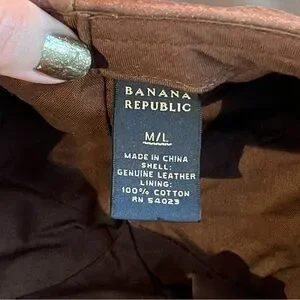 BANANA
REPUBLIC
M/L
MADE IN CHINA
SHELL:
GENUINE LEATHER
LINING:
100% COTTON
RN 54023